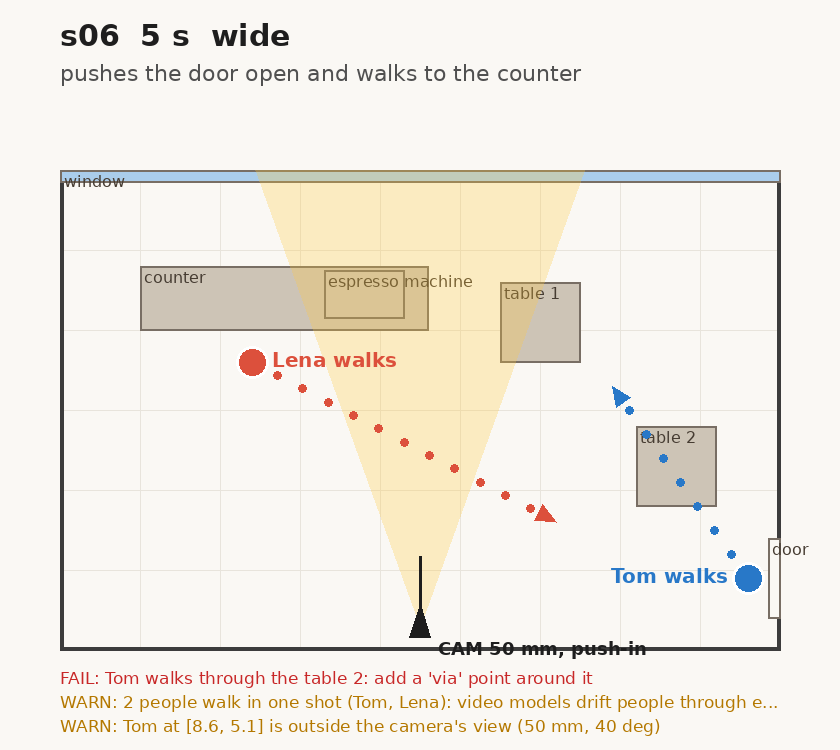 s06 5 s wide
pushes the door open and walks to the counter
window
counter
espresso machine
table 1
Lena walks
table 2
door
Tom walks
CAM 50 mm, push-in
FAIL: Tom walks through the table 2: add a 'via' point around it
WARN: 2 people walk in one shot (Tom, Lena): video models drift people through e...
WARN: Tom at [8.6, 5.1] is outside the camera's view (50 mm, 40 deg)